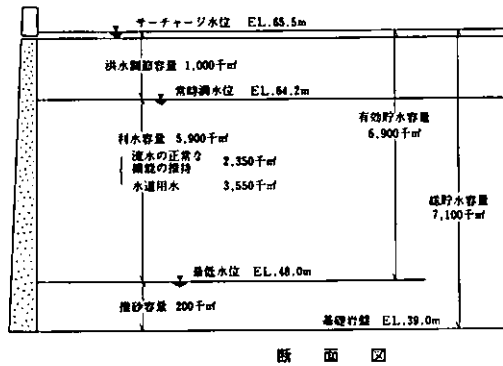 サーチャージ水位 EL.65.5m
洪水調節容量 1,000千㎥
常時満水位 EL.64.2m
有効貯水容量
6,900千㎥
利水容量 5,900千㎥
流水の正常な
機能の維持 2,350千㎥
水道用水 3,550千㎥
総貯水容量
7,100千㎥
最低水位 EL.48.0m
堆砂容量 200千㎥
基礎岩盤 EL.39.0m
断面図